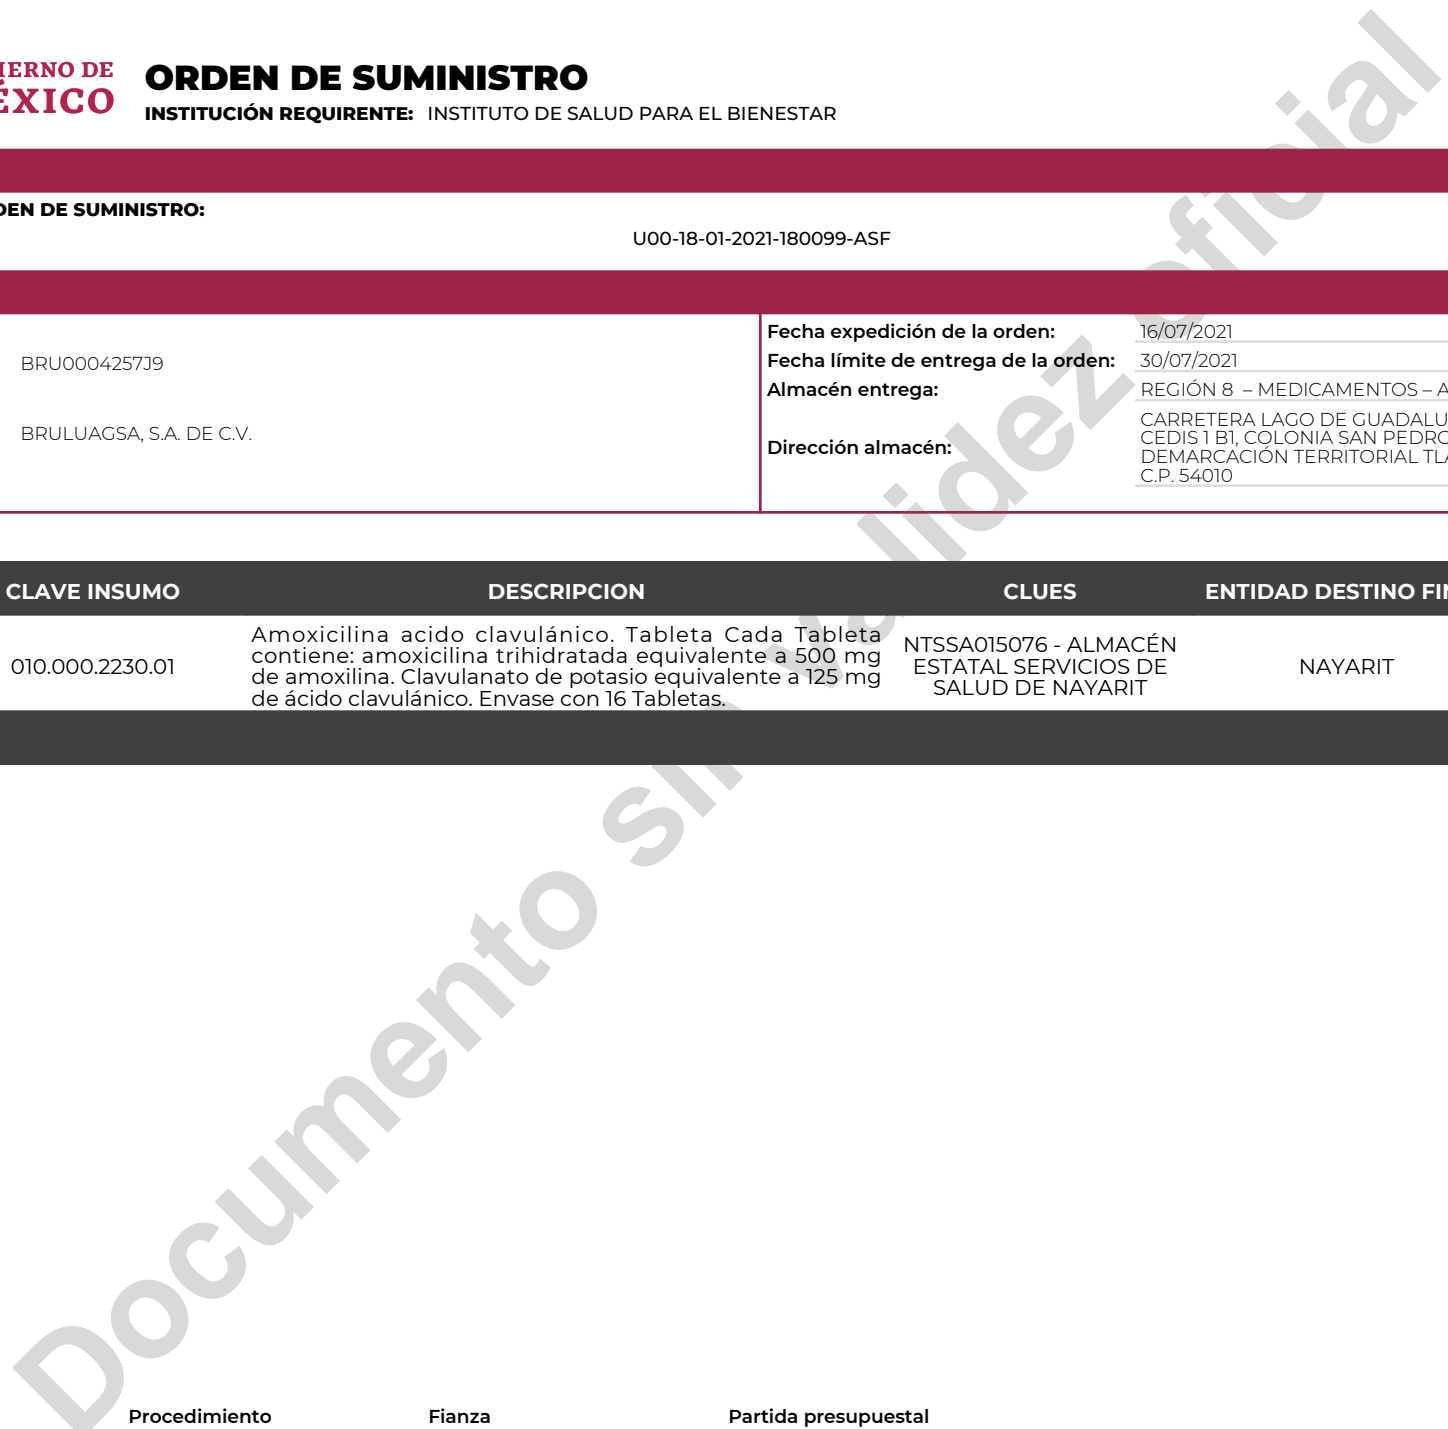 IERNO DE
ÉXICO
ORDEN DE SUMINISTRO
INSTITUCIÓN REQUIRENTE: INSTITUTO DE SALUD PARA EL BIENESTAR
DEN DE SUMINISTRO:
U00-18-01-2021-180099-ASF
BRU0004257J9
BRULUAGSA, S.A. DE C.V.
Fecha expedición de la orden: 16/07/2021
Fecha límite de entrega de la orden: 30/07/2021
Almacén entrega: REGIÓN 8 – MEDICAMENTOS – A
Dirección almacén:
CARRETERA LAGO DE GUADALU
CEDIS 1 B1, COLONIA SAN PEDRO
DEMARCACIÓN TERRITORIAL TLA
C.P. 54010
CLAVE INSUMO DESCRIPCION CLUES ENTIDAD DESTINO FIN
010.000.2230.01
Amoxicilina acido clavulánico. Tableta Cada Tableta
contiene: amoxicilina trihidratada equivalente a 500 mg
de amoxilina. Clavulanato de potasio equivalente a 125 mg
de ácido clavulánico. Envase con 16 Tabletas.
NTSSA015076 - ALMACÉN
ESTATAL SERVICIOS DE
SALUD DE NAYARIT
NAYARIT
Documento sin validez oficial
Procedimiento Fianza Partida presupuestal